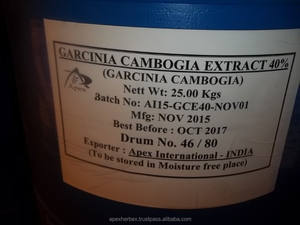 GARCINIA CAMBOGIA EXTRACT 40%
(GARCINIA CAMBOGIA)
Apex
Nett Wt: 25.00 Kgs
Batch No: AI15-GCE40-NOV01
Mfg: NOV 2015
Best Before : OCT 2017
Drum No. 46 / 80
Exporter : Apex International - INDIA
(To be stored in Moisture free place)
apexherbex.trustpass.alibaba.com